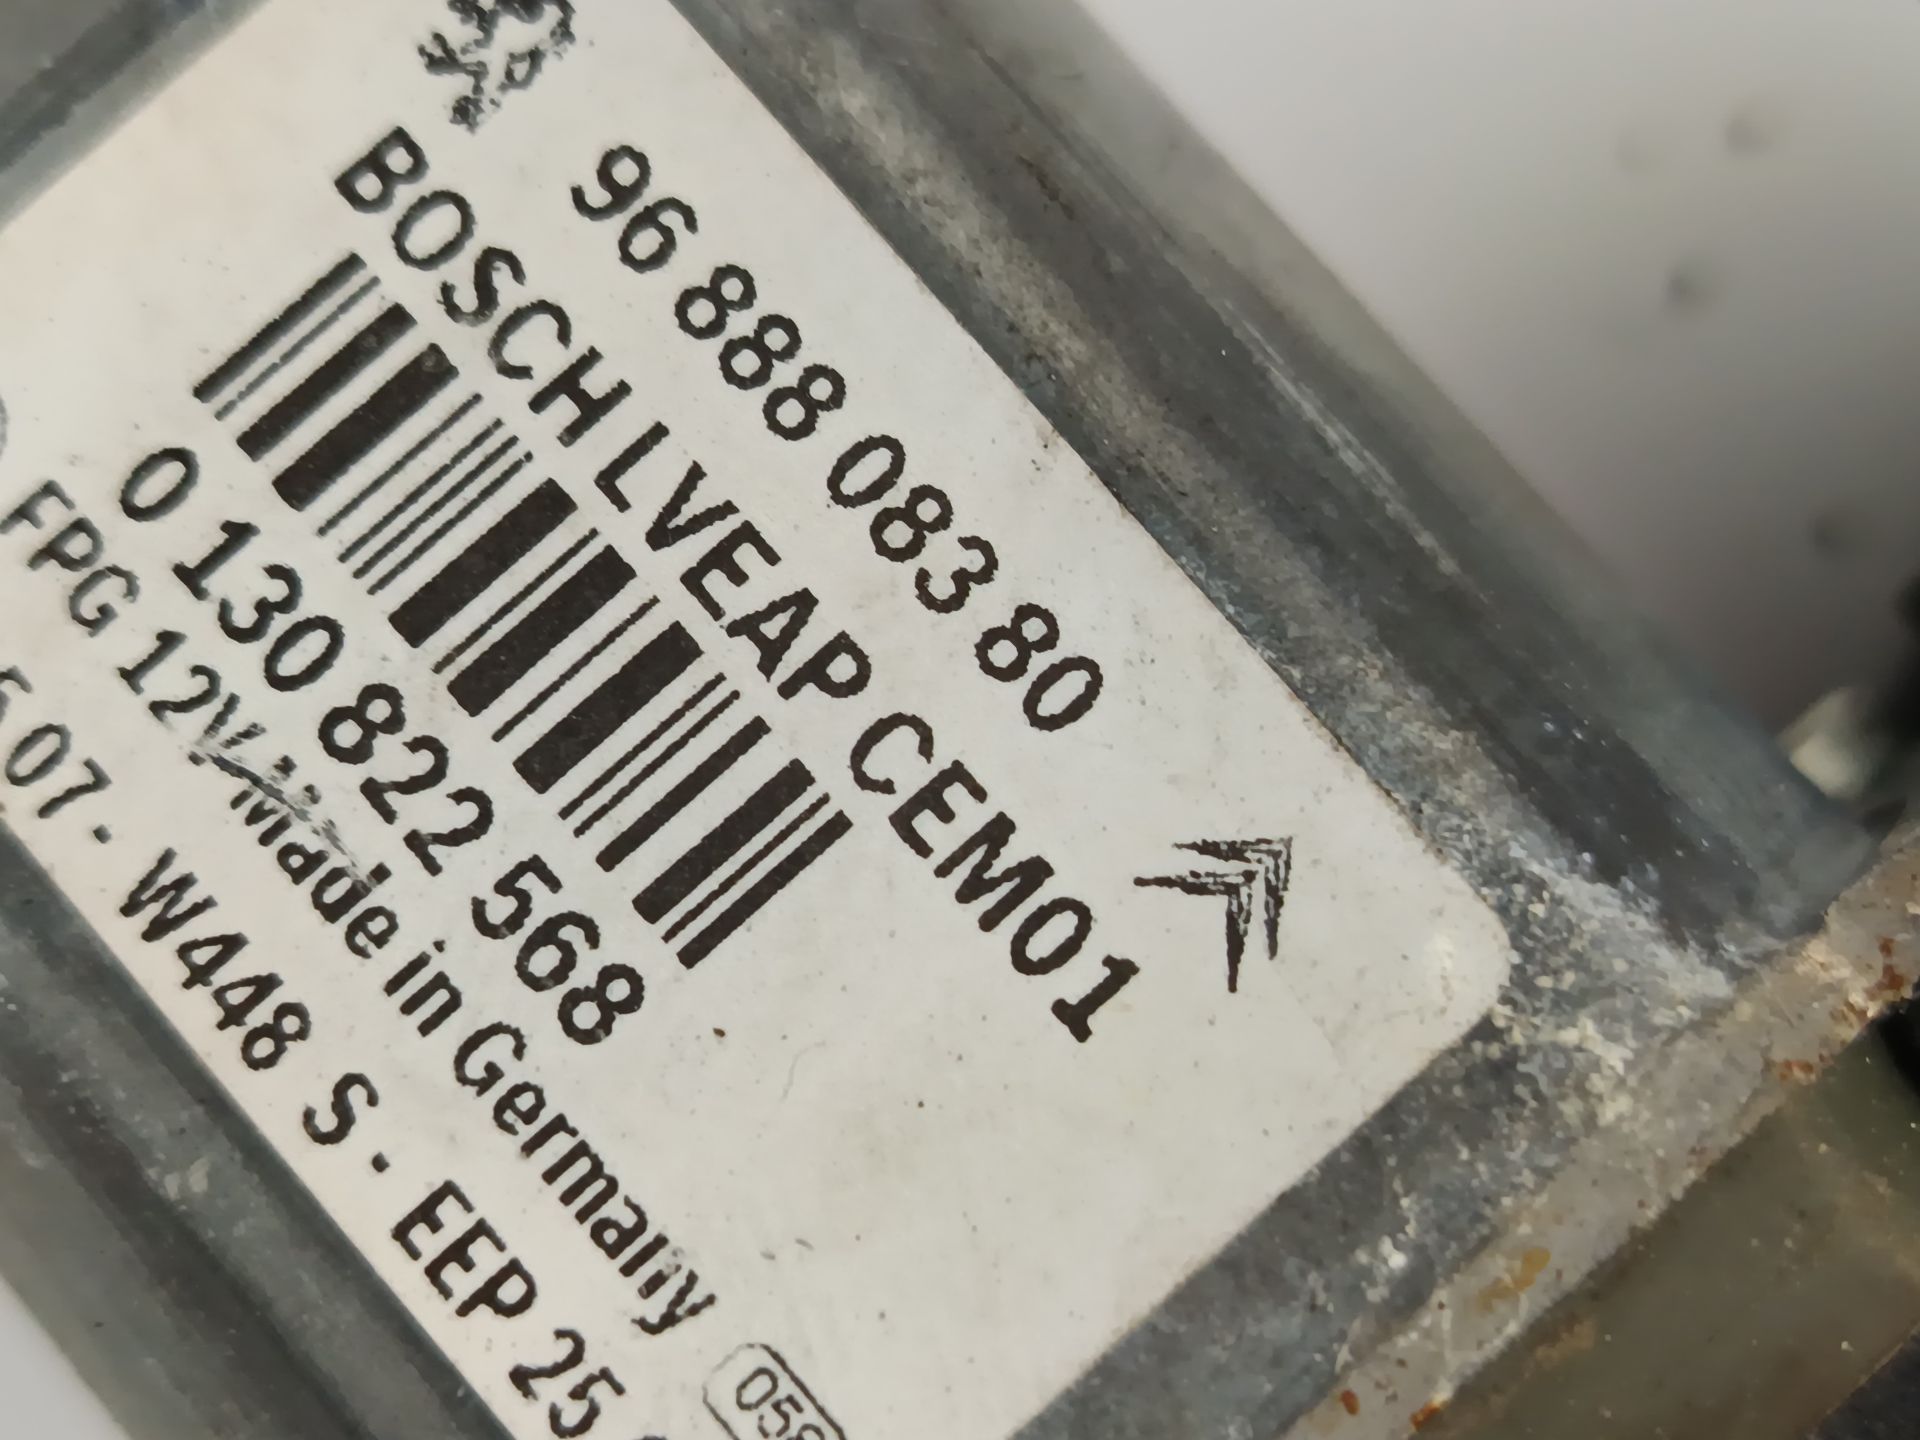 96 888 083 80
BOSCH LVEAP CEM01
0 130 822 568
FPG 12V Made in Germany
07 - W448 S - EEP 25
058